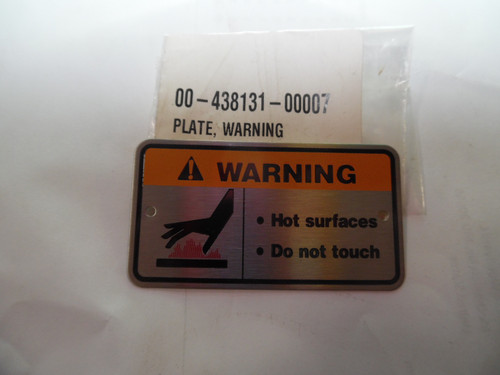 00-438131-00007
PLATE, WARNING
WARNING
• Hot surfaces
• Do not touch